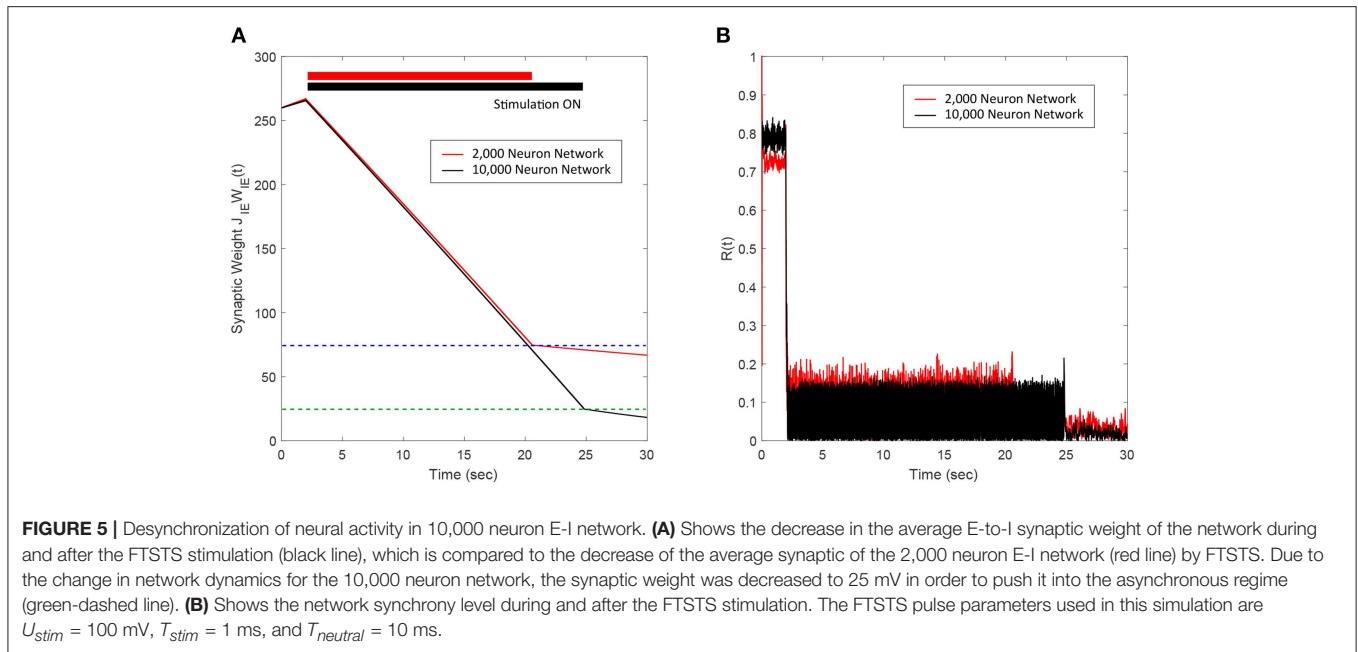 A
300
250
200
150
100
50
0
Synaptic Weight J_IEW_IE(t)
Stimulation ON
2,000 Neuron Network
10,000 Neuron Network
0 5 10 15 20 25 30
Time (sec)
B
1
0.9
0.8
0.7
0.6
0.5
0.4
0.3
0.2
0.1
0
R(t)
2,000 Neuron Network
10,000 Neuron Network
0 5 10 15 20 25 30
Time (sec)
FIGURE 5 | Desynchronization of neural activity in 10,000 neuron E-I network. (A) Shows the decrease in the average E-to-I synaptic weight of the network during
and after the FTSTS stimulation (black line), which is compared to the decrease of the average synaptic of the 2,000 neuron E-I network (red line) by FTSTS. Due to
the change in network dynamics for the 10,000 neuron network, the synaptic weight was decreased to 25 mV in order to push it into the asynchronous regime
(green-dashed line). (B) Shows the network synchrony level during and after the FTSTS stimulation. The FTSTS pulse parameters used in this simulation are
Ustim = 100 mV, Tstim = 1 ms, and Tneutral = 10 ms.